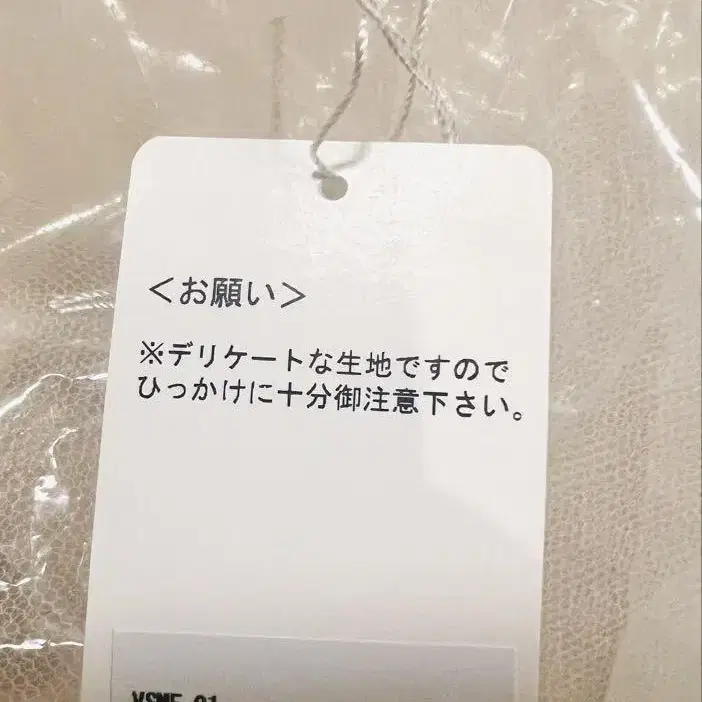 ＜お願い＞
※デリケートな生地ですので
ひっかけに十分御注意下さい。